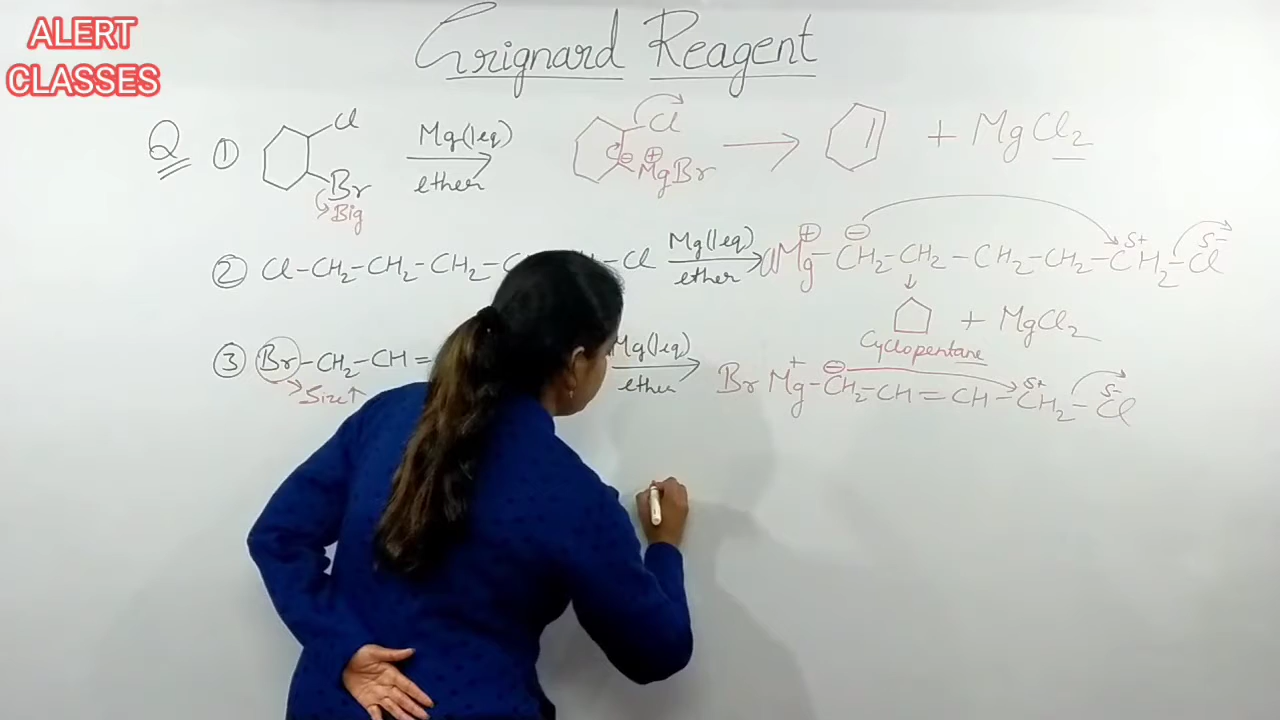 ALERT
CLASSES
Grignard Reagent
Q ① Cl Br Big Mg(1eq) ether Cl C⊖ ⊕ MgBr ⟶ + MgCl2
② Cl-CH2-CH2-CH2-C -Cl Mg(1eq) ether ClMg⊕-CH2⊖-CH2-CH2-CH2-CH2-Cl δ+ δ-
+ MgCl2
Cyclopentane
③ Br-CH2-CH= Size↑ Mg(1eq) ether BrMg+-CH2⊖-CH=CH-CH2-Cl δ+ δ-